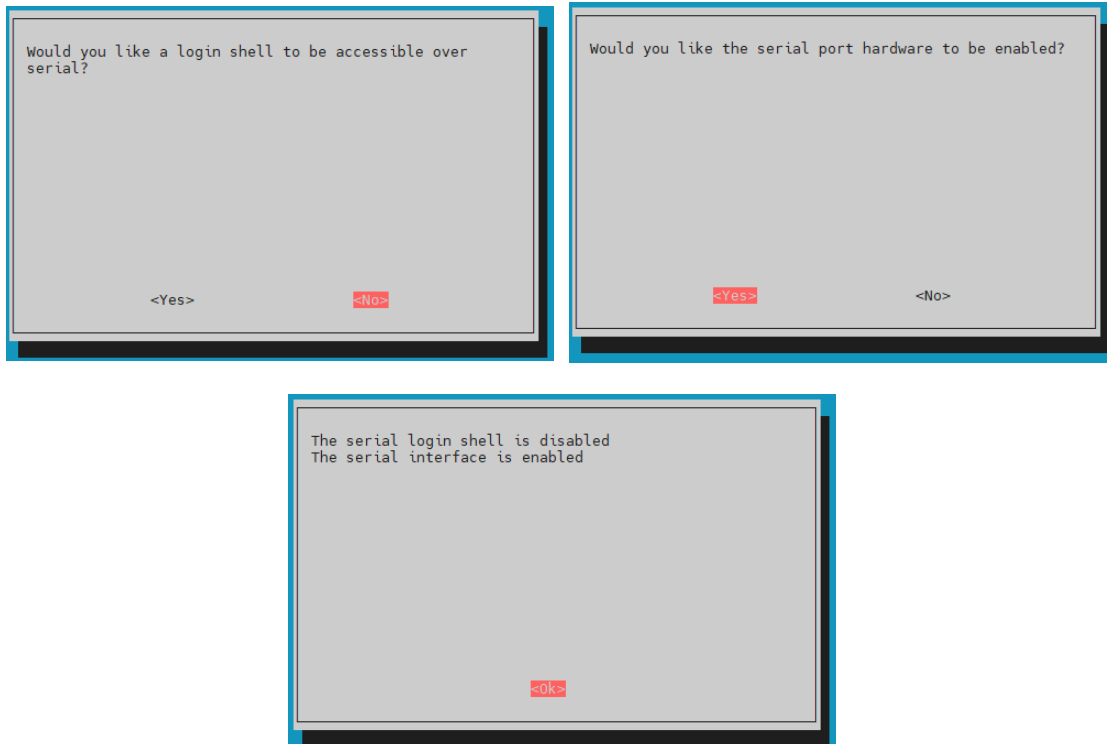 Would you like a login shell to be accessible over
serial?
<Yes> <No>
Would you like the serial port hardware to be enabled?
<Yes> <No>
The serial login shell is disabled
The serial interface is enabled
<Ok>